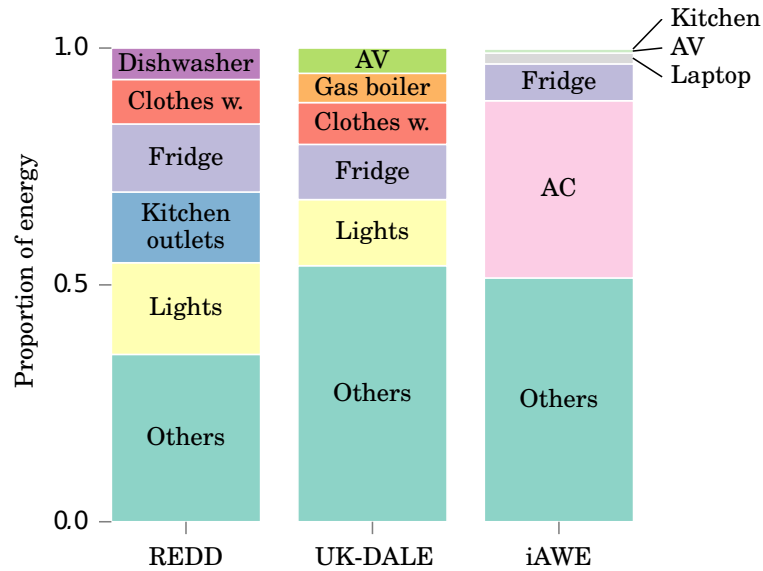 Kitchen
AV
Laptop
1.0
0.5
0.0
Proportion of energy
Dishwasher
Clothes w.
Fridge
Kitchen
outlets
Lights
Others
AV
Gas boiler
Clothes w.
Fridge
Lights
Others
Fridge
AC
Others
REDD
UK-DALE
iAWE